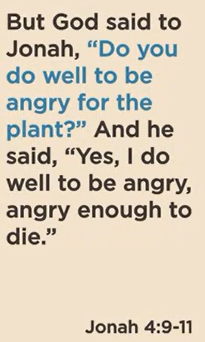 But God said to
Jonah, “Do you
do well to be
angry for the
plant?” And he
said, “Yes, I do
well to be angry,
angry enough to
die.”
Jonah 4:9-11